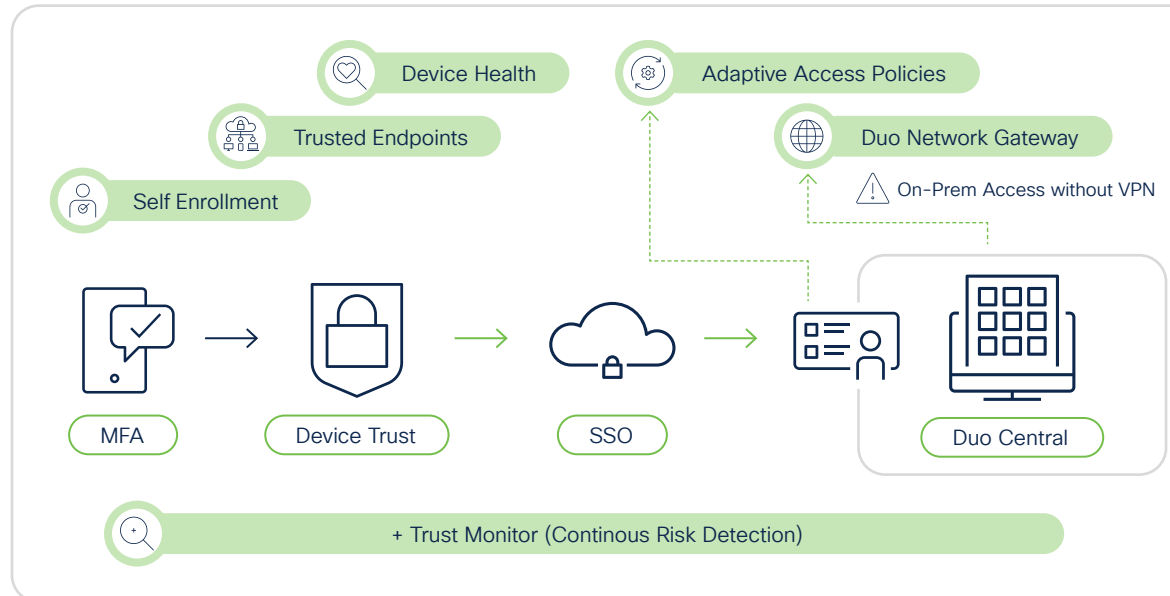 Device Health
Adaptive Access Policies
Trusted Endpoints
Duo Network Gateway
Self Enrollment
On-Prem Access without VPN
MFA
Device Trust
SSO
Duo Central
+ Trust Monitor (Continous Risk Detection)